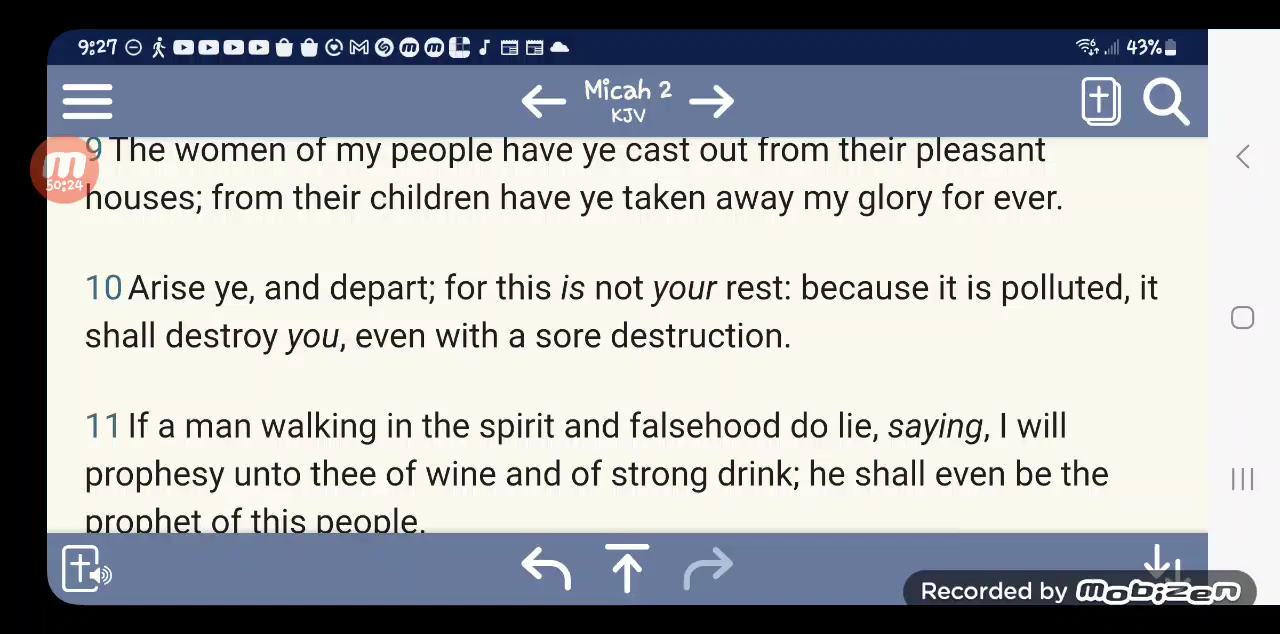 9:27 43%
Micah 2
KJV
50:24
9 The women of my people have ye cast out from their pleasant
houses; from their children have ye taken away my glory for ever.
10 Arise ye, and depart; for this is not your rest: because it is polluted, it
shall destroy you, even with a sore destruction.
11 If a man walking in the spirit and falsehood do lie, saying, I will
prophesy unto thee of wine and of strong drink; he shall even be the
prophet of this people.
Recorded by mobizen